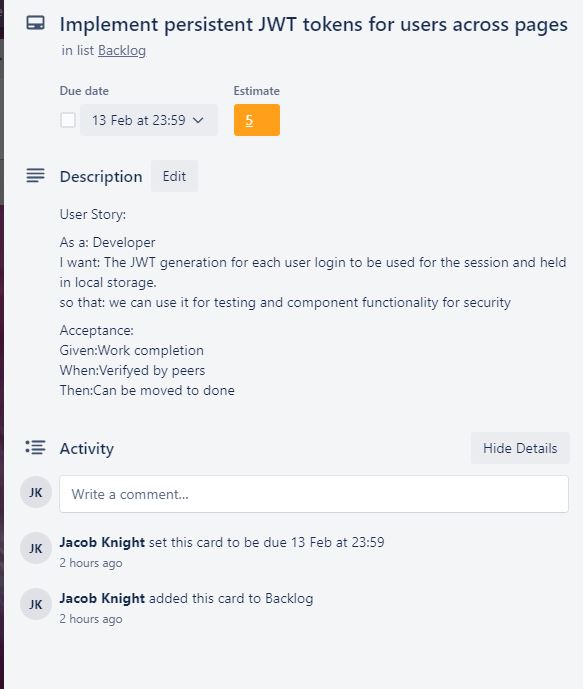 Implement persistent JWT tokens for users across pages
in list Backlog
Due date
Estimate
13 Feb at 23:59
5
Description
Edit
User Story:
As a: Developer
I want: The JWT generation for each user login to be used for the session and held
in local storage.
so that: we can use it for testing and component functionality for security
Acceptance:
Given:Work completion
When:Verifyed by peers
Then:Can be moved to done
Activity
Hide Details
JK
Write a comment...
JK
Jacob Knight set this card to be due 13 Feb at 23:59
2 hours ago
JK
Jacob Knight added this card to Backlog
2 hours ago